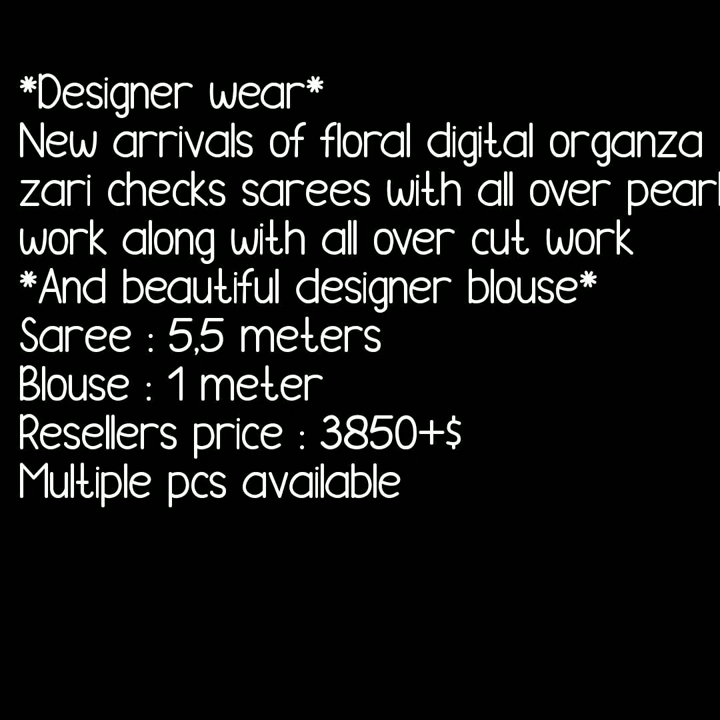 *Designer wear*
New arrivals of floral digital organza
zari checks sarees with all over pearl
work along with all over cut work
*And beautiful designer blouse*
Saree : 5,5 meters
Blouse : 1 meter
Resellers price : 3850+$
Multiple pcs available